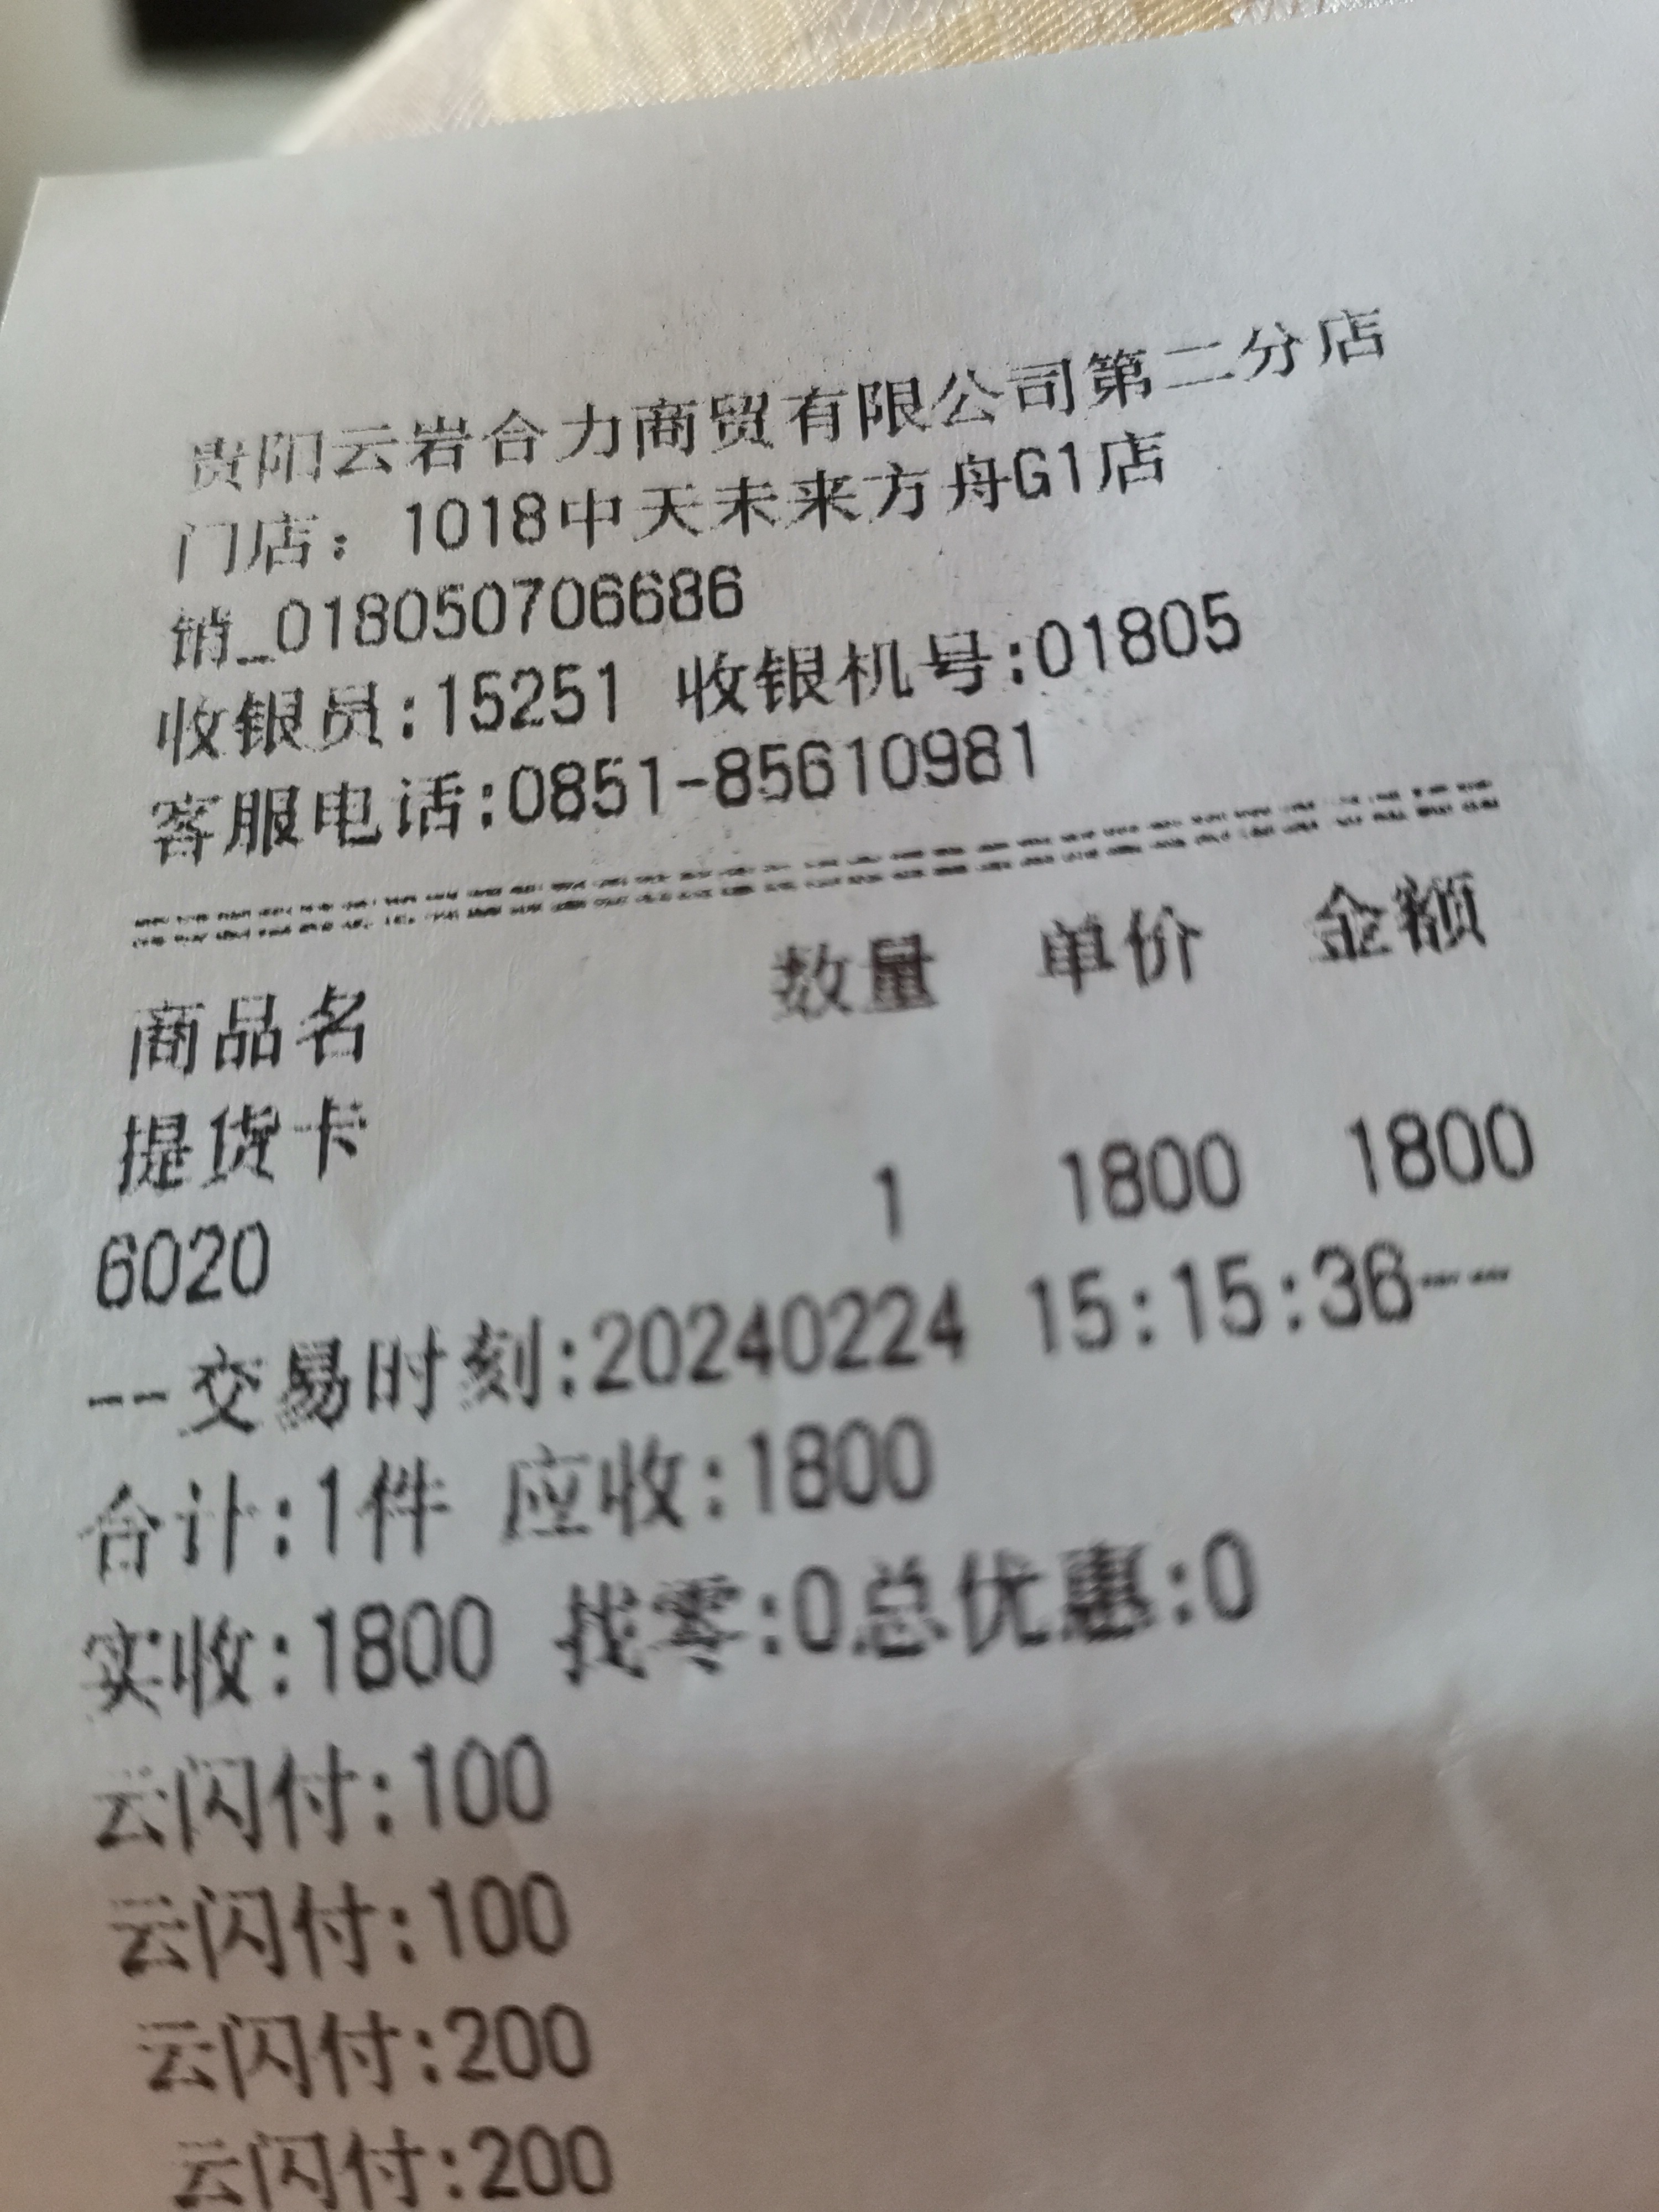 贵阳云岩合力商贸有限公司第二分店
门店：1018中天未来方舟G1店
销_018050706686
收银员:15251 收银机号:01805
客服电话:0851-85610981
商品名 数量 单价 金额
提货卡
6020 1 1800 1800
--交易时刻:20240224 15:15:36--
合计:1件 应收:1800
实收:1800 找零:0总优惠:0
云闪付:100
云闪付:100
云闪付:200
云闪付:200